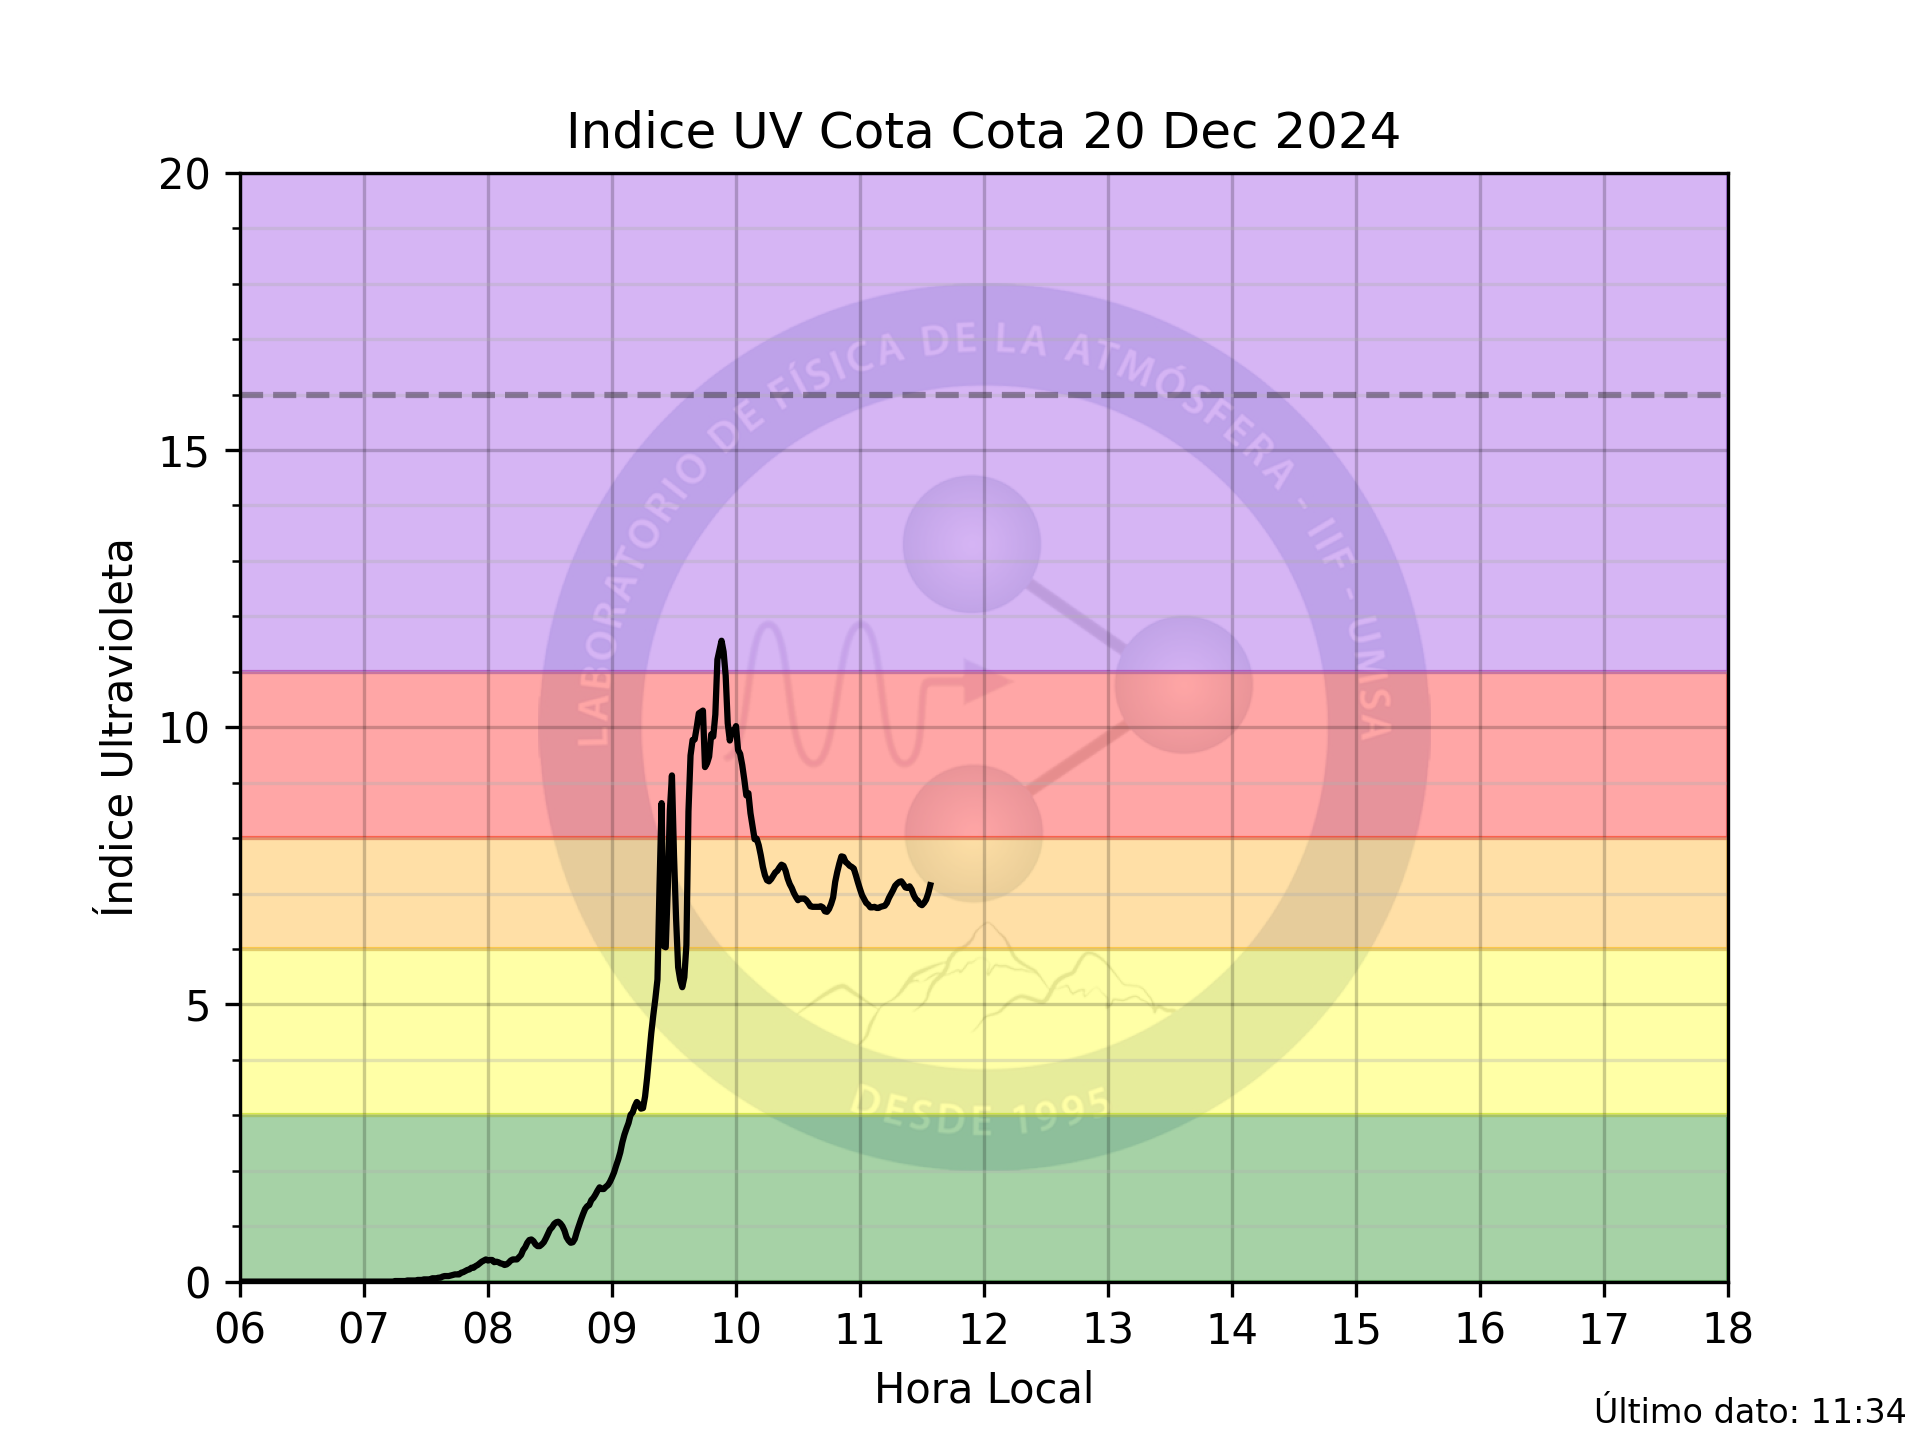 Indice UV Cota Cota 20 Dec 2024
20
15
10
5
0
Índice Ultravioleta
LABORATORIO DE FÍSICA DE LA ATMÓSFERA - IIF - UMSA
DESDE 1995
06 07 08 09 10 11 12 13 14 15 16 17 18
Hora Local
Último dato: 11:34